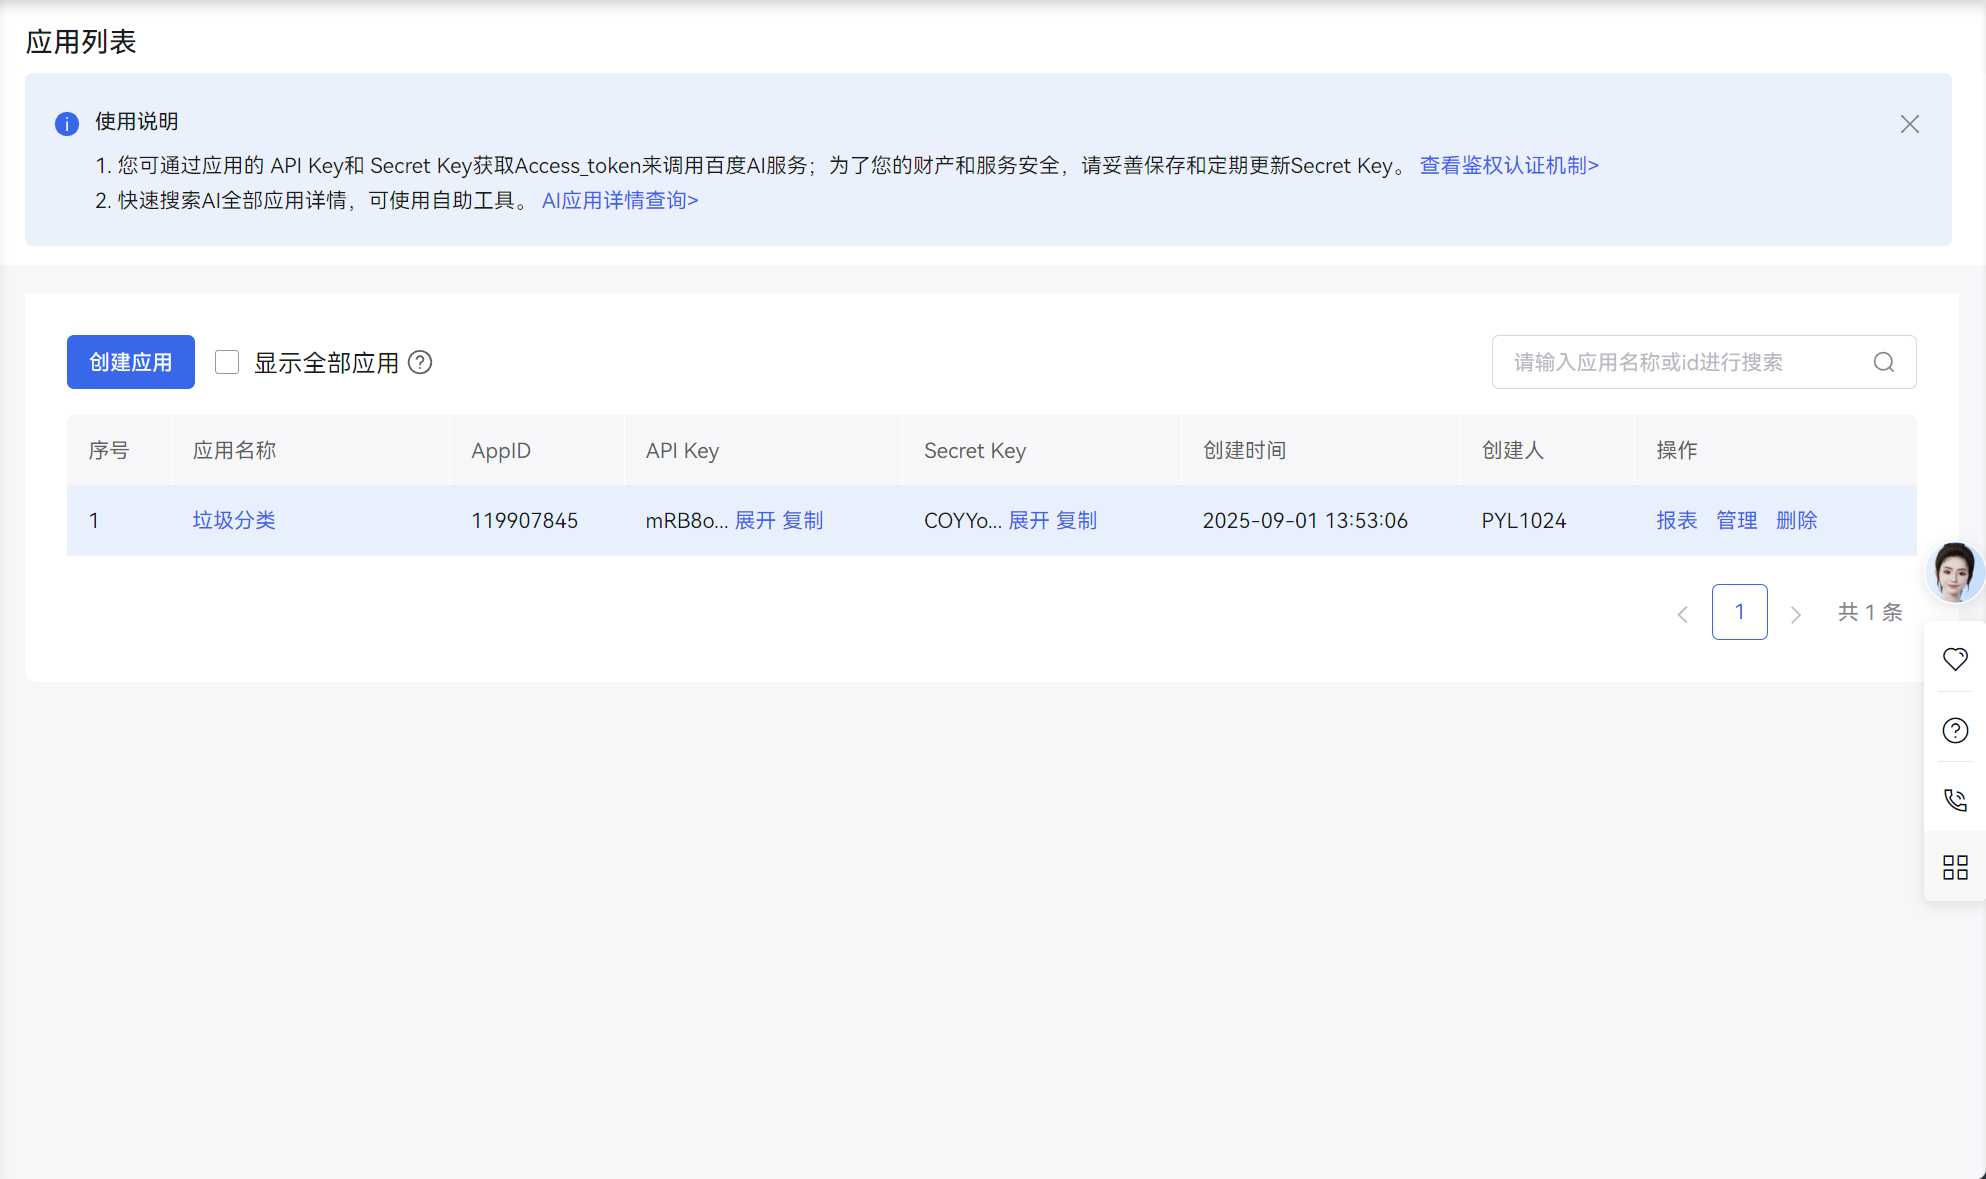 应用列表
使用说明
1. 您可通过应用的 API Key和 Secret Key获取Access_token来调用百度AI服务；为了您的财产和服务安全，请妥善保存和定期更新Secret Key。 查看鉴权认证机制>
2. 快速搜索AI全部应用详情，可使用自助工具。 AI应用详情查询>
创建应用 显示全部应用 ? 请输入应用名称或id进行搜索
序号 应用名称 AppID API Key Secret Key 创建时间 创建人 操作
1 垃圾分类 119907845 mRB8o... 展开 复制 COYYo... 展开 复制 2025-09-01 13:53:06 PYL1024 报表 管理 删除
< 1 > 共 1 条